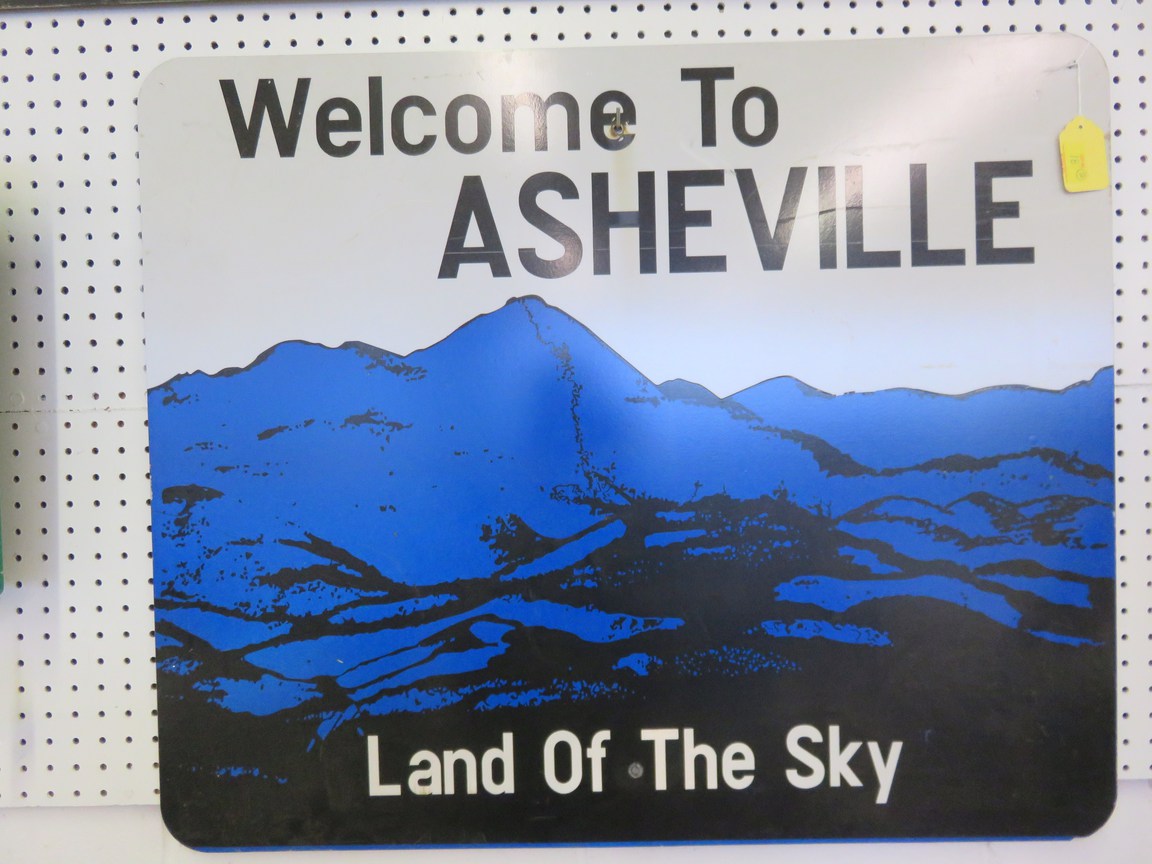 Welcome To
ASHEVILLE
Land Of The Sky